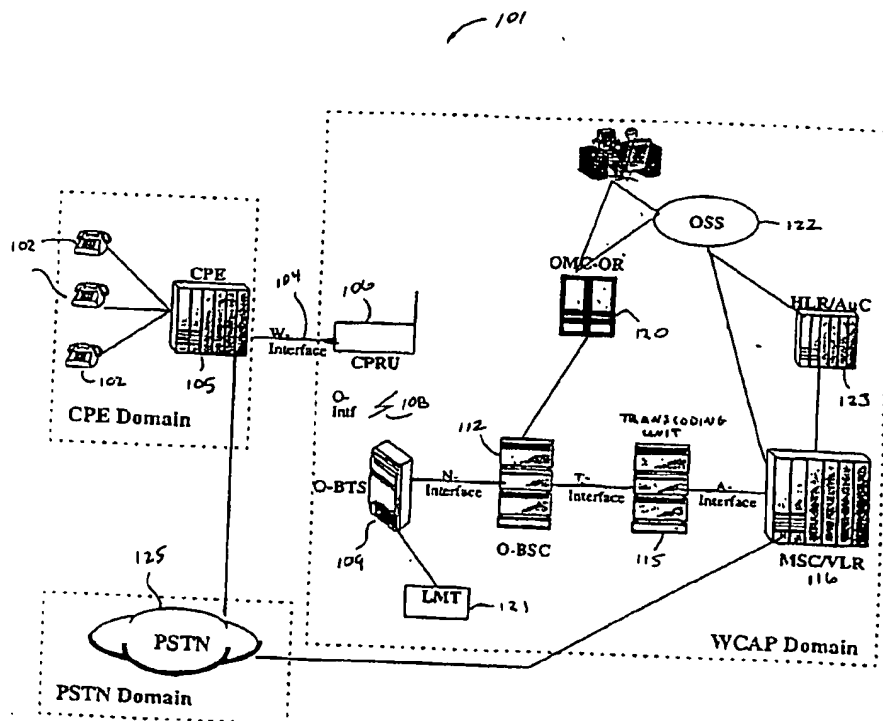 101
OSS
122
102
CPE
OMC-OR
104
106
HLR/AuC
W-
Interface
120
CPRU
102
105
123
CPE Domain
O-
Intf
108
112
TRANSCODING
UNIT
O-BTS
N-
Interface
T-
Interface
A-
Interface
109
O-BSC
115
MSC/VLR
116
125
LMT
121
PSTN
WCAP Domain
PSTN Domain